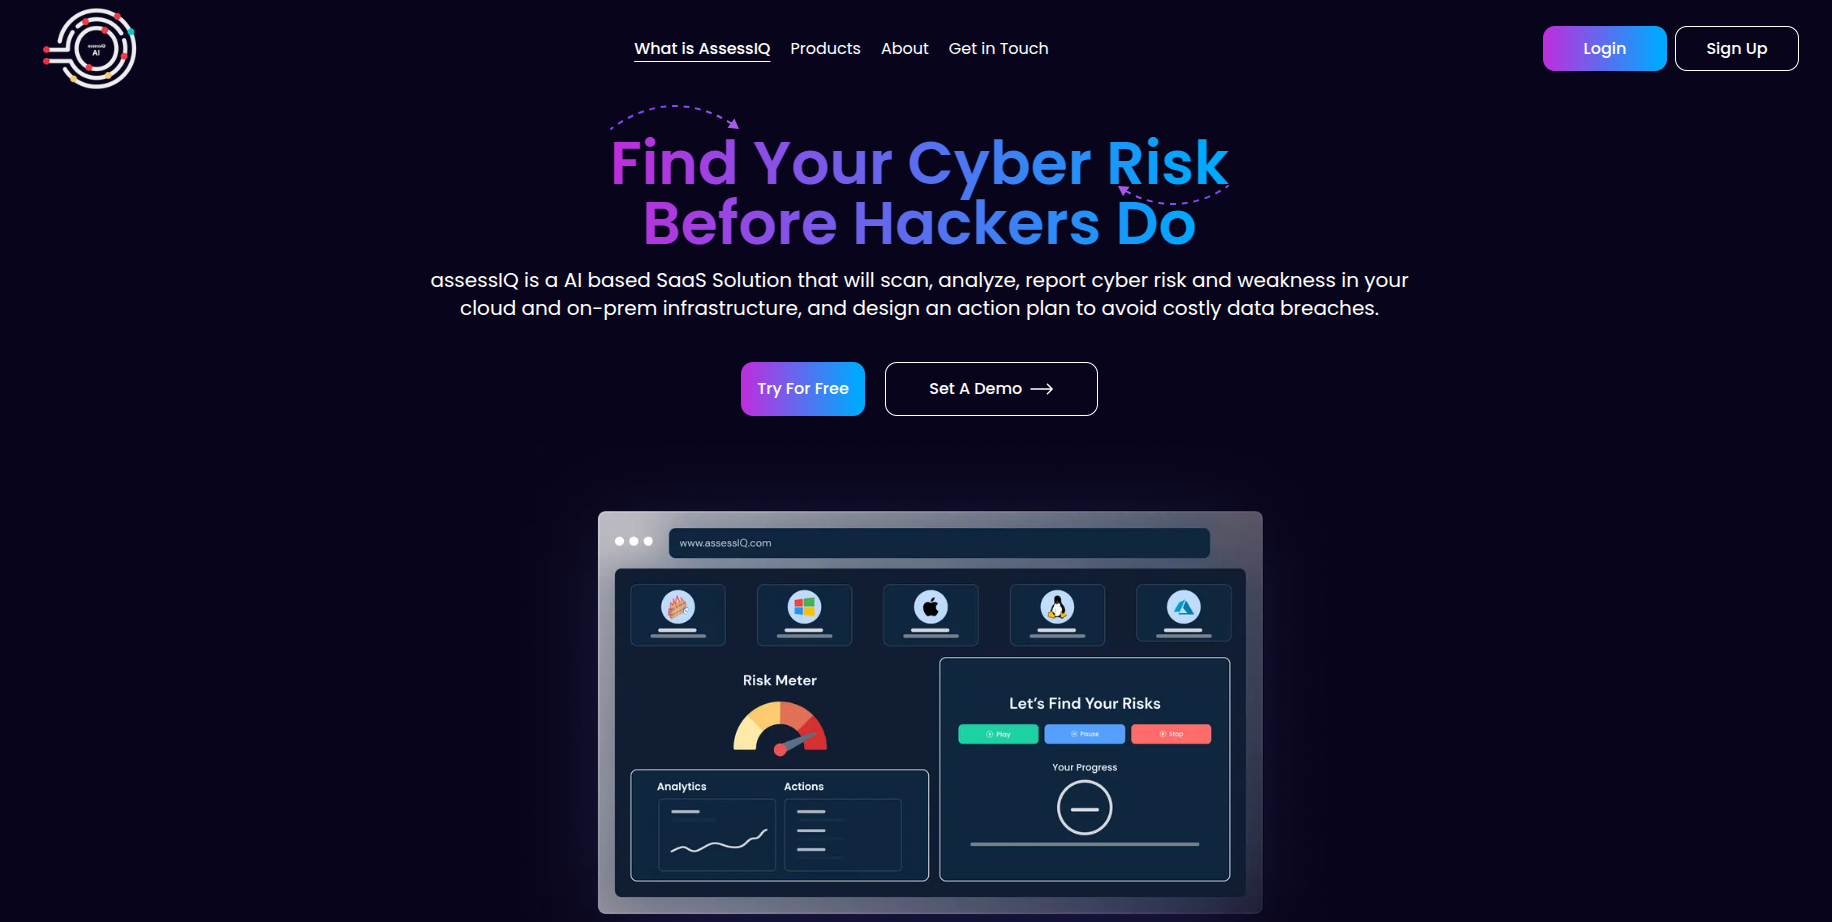 assessIQ
AI
What is AssessIQ Products About Get in Touch
Login
Sign Up
Find Your Cyber Risk
Before Hackers Do
assessIQ is a AI based SaaS Solution that will scan, analyze, report cyber risk and weakness in your
cloud and on-prem infrastructure, and design an action plan to avoid costly data breaches.
Try For Free
Set A Demo
www.assessIQ.com
Risk Meter
Analytics
Actions
Let's Find Your Risks
Play
Pause
Stop
Your Progress